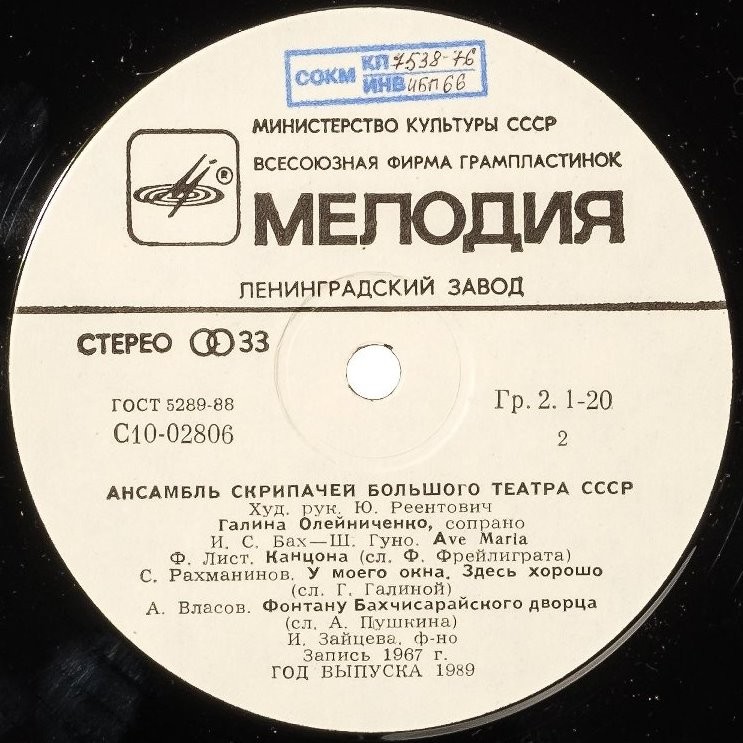 СОКМ КП 7538-76
ИНВ ИБП 66
МИНИСТЕРСТВО КУЛЬТУРЫ СССР
ВСЕСОЮЗНАЯ ФИРМА ГРАМПЛАСТИНОК
®
МЕЛОДИЯ
ЛЕНИНГРАДСКИЙ ЗАВОД
СТЕРЕО 33
ГОСТ 5289-88
Гр. 2. 1-20
С10-02806
2
АНСАМБЛЬ СКРИПАЧЕЙ БОЛЬШОГО ТЕАТРА СССР
Худ. рук. Ю. Реентович
Галина Олейниченко, сопрано
И. С. Бах—Ш. Гуно. Ave Maria
Ф. Лист. Канцона (сл. Ф. Фрейлиграта)
С. Рахманинов. У моего окна. Здесь хорошо
(сл. Г. Галиной)
А. Власов. Фонтану Бахчисарайского дворца
(сл. А. Пушкина)
И. Зайцева, ф-но
Запись 1967 г.
ГОД ВЫПУСКА 1989